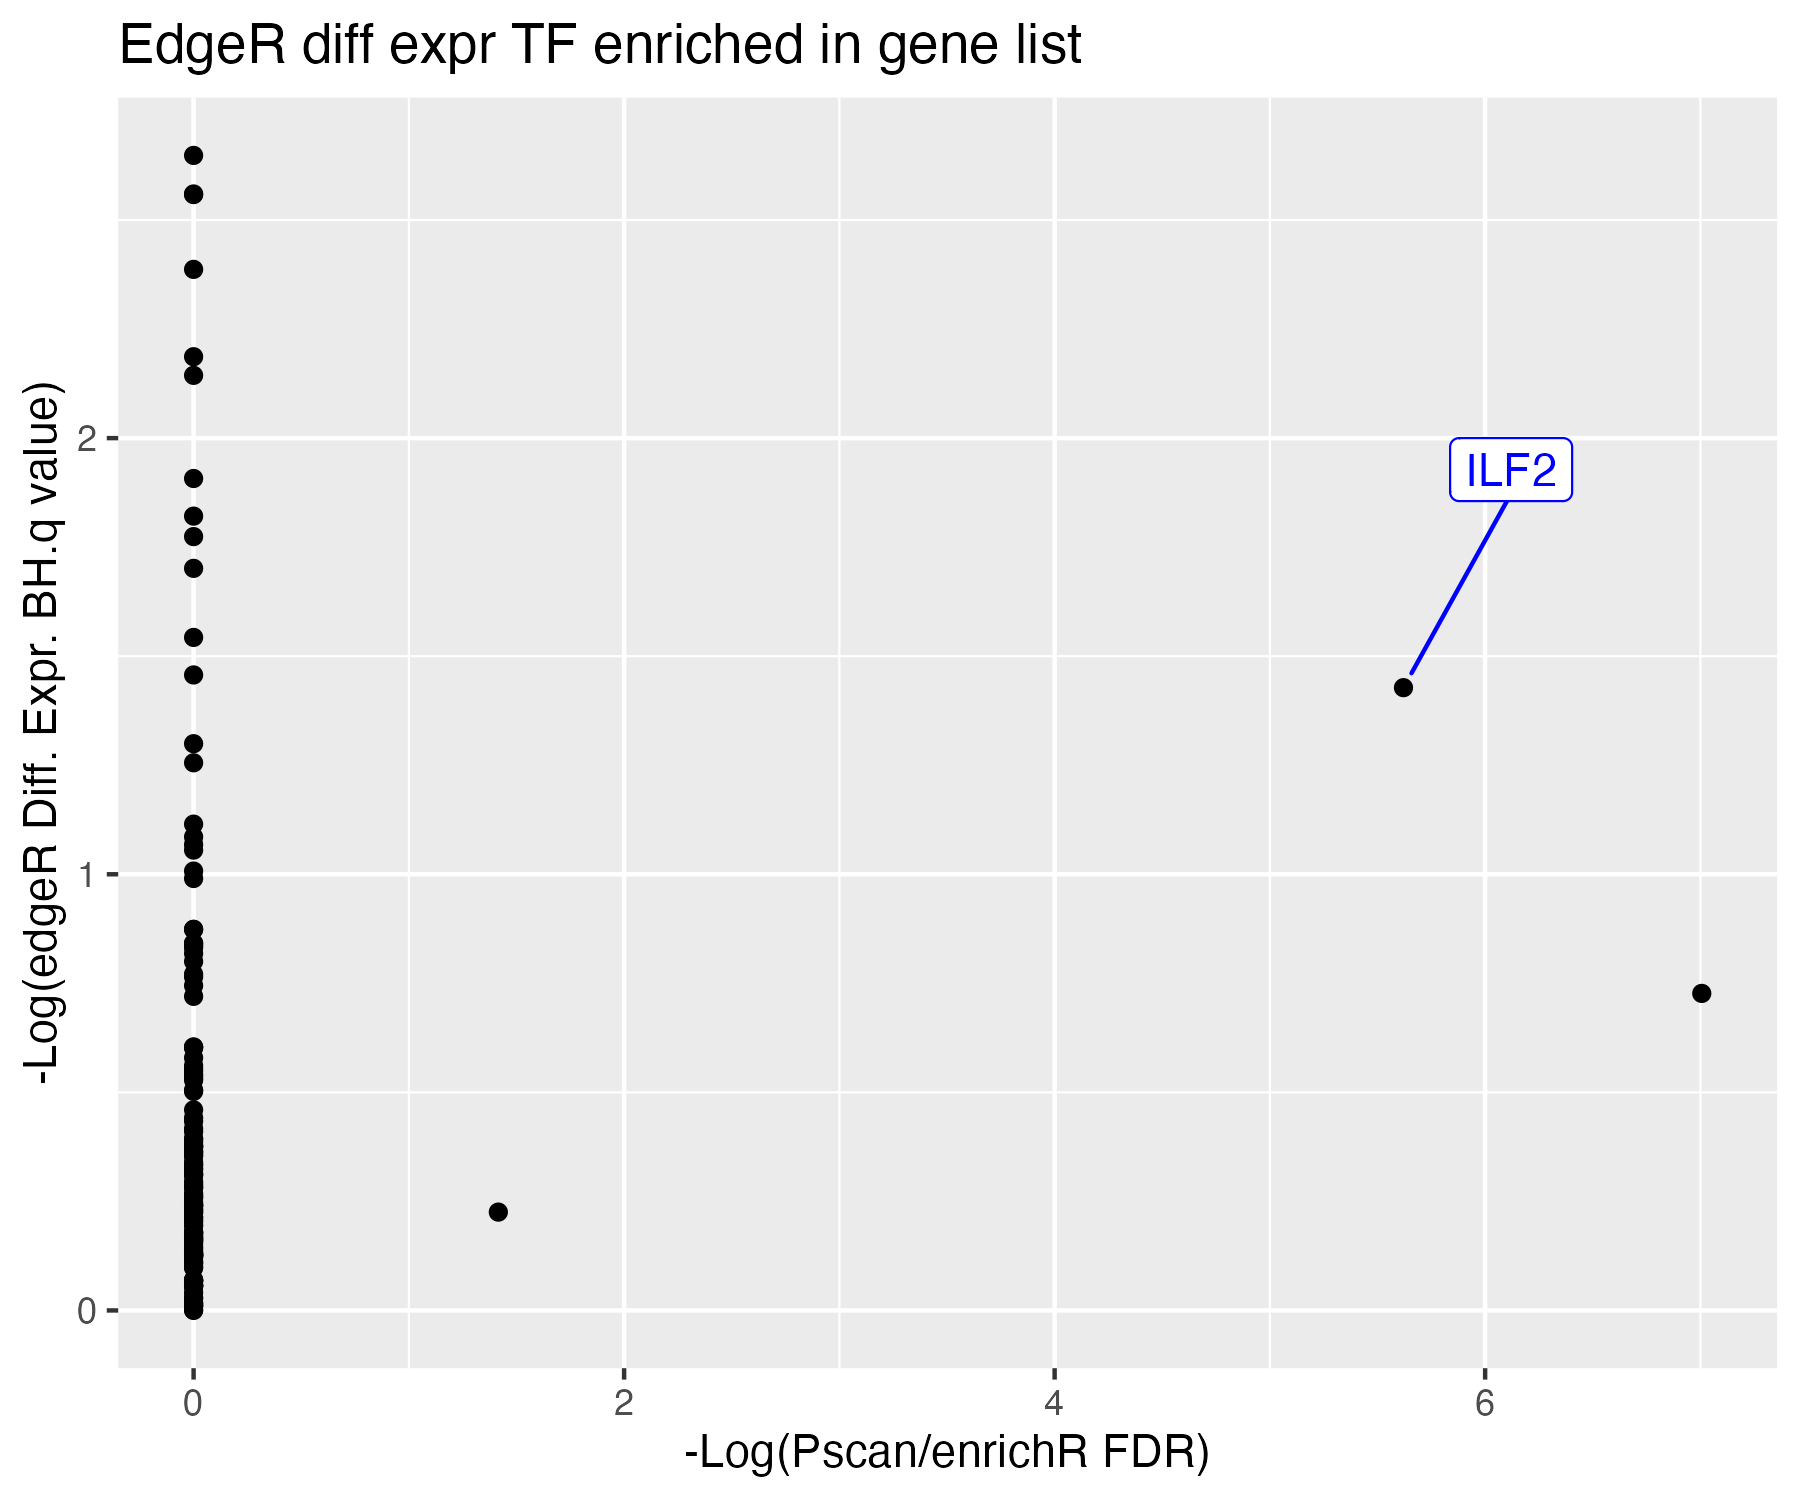 EdgeR diff expr TF enriched in gene list
-Log(edgeR Diff. Expr. BH.q value)
2
1
0
ILF2
0 2 4 6
-Log(Pscan/enrichR FDR)